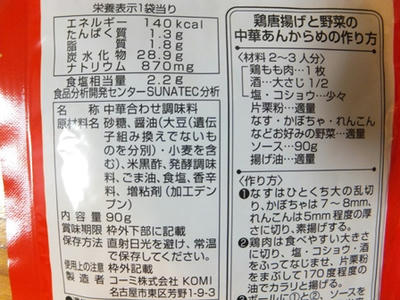 栄養表示1袋当り
エネルギー 140kcal
たんぱく質 1.3g
脂質 1.8g
炭水化物 28.9g
ナトリウム 870mg
食塩相当量 2.2g
食品分析開発センターSUNATEC分析
名称 中華合わせ調味料
原材料名 砂糖、醤油(大豆(遺伝
子組み換えでないも
のを分別)・小麦を含
む)、米黒酢、発酵調味
料、ごま油、食塩、香辛
料、増粘剤(加工デン
プン)
内容量 90g
賞味期限 枠外下部に記載
保存方法 直射日光を避け、常温
で保存してください。
使用上の注意 枠外に記載
製造者 コーミ株式会社 KOMI
名古屋市東区芳野1-9-3
鶏唐揚げと野菜の
中華あんからめの作り方
〈材料2〜3人分〉
鶏もも肉…1枚
酒…大さじ1/2
塩・コショウ…少々
片栗粉…適量
なす・かぼちゃ・れんこん
などお好みの野菜…適量
ソース…90g
揚げ油…適量
〈作り方〉
❶なすはひとくち大の乱切
り、かぼちゃは7〜8mm、
れんこんは5mm程度の厚
さに切り、素揚げする。
❷鶏肉は食べやすい大きさ
に切り、塩・コショウ・酒
をふってなじませ、片栗粉
をまぶして170度程度の
油でカラリと揚げる。
❸ボールに①と②、ソースを